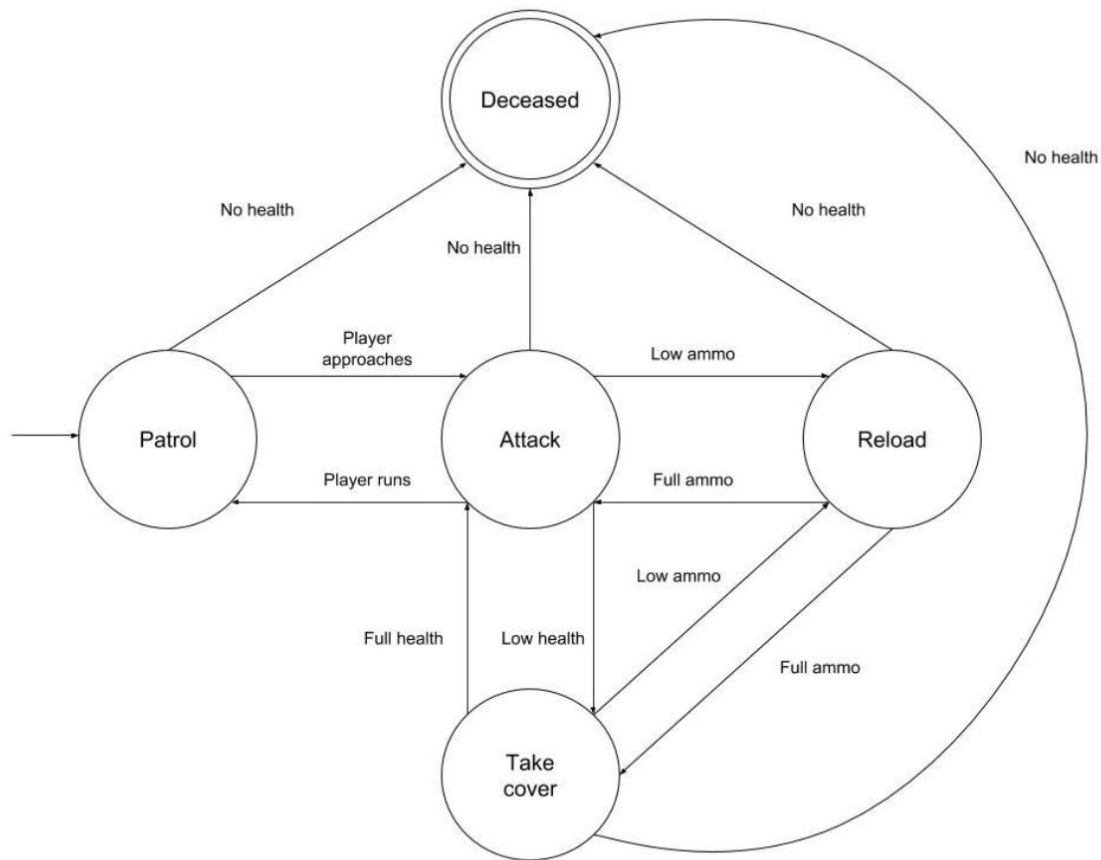 Deceased
No health
No health
No health
No health
Player
approaches
Low ammo
Patrol
Attack
Reload
Player runs
Full ammo
Low ammo
Full health
Low health
Full ammo
Take
cover